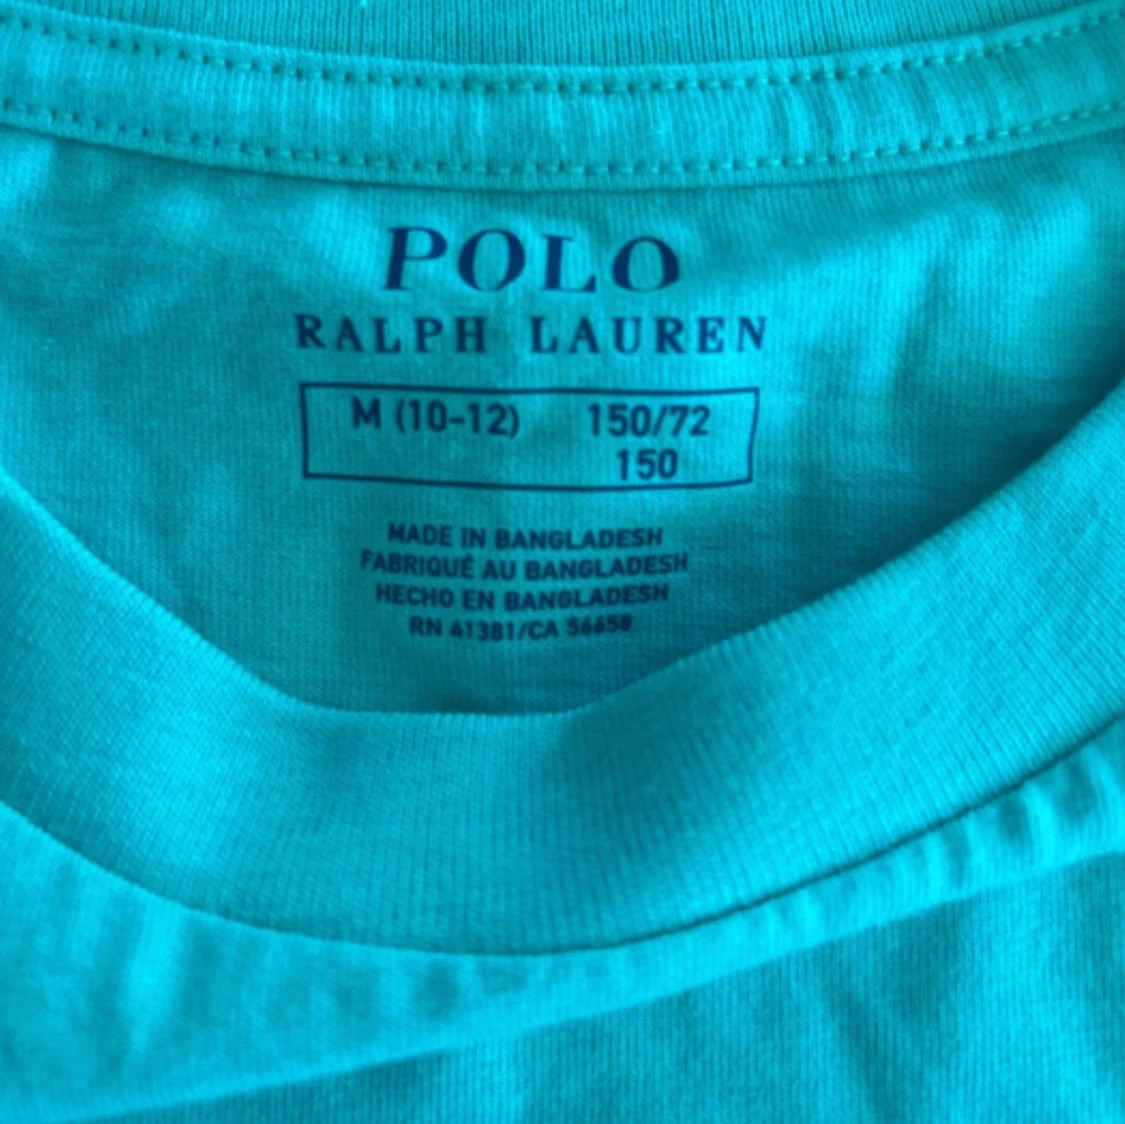 POLO
RALPH LAUREN
M (10-12) 150/72
150
MADE IN BANGLADESH
FABRIQUÉ AU BANGLADESH
HECHO EN BANGLADESH
RN 41381/CA 56658